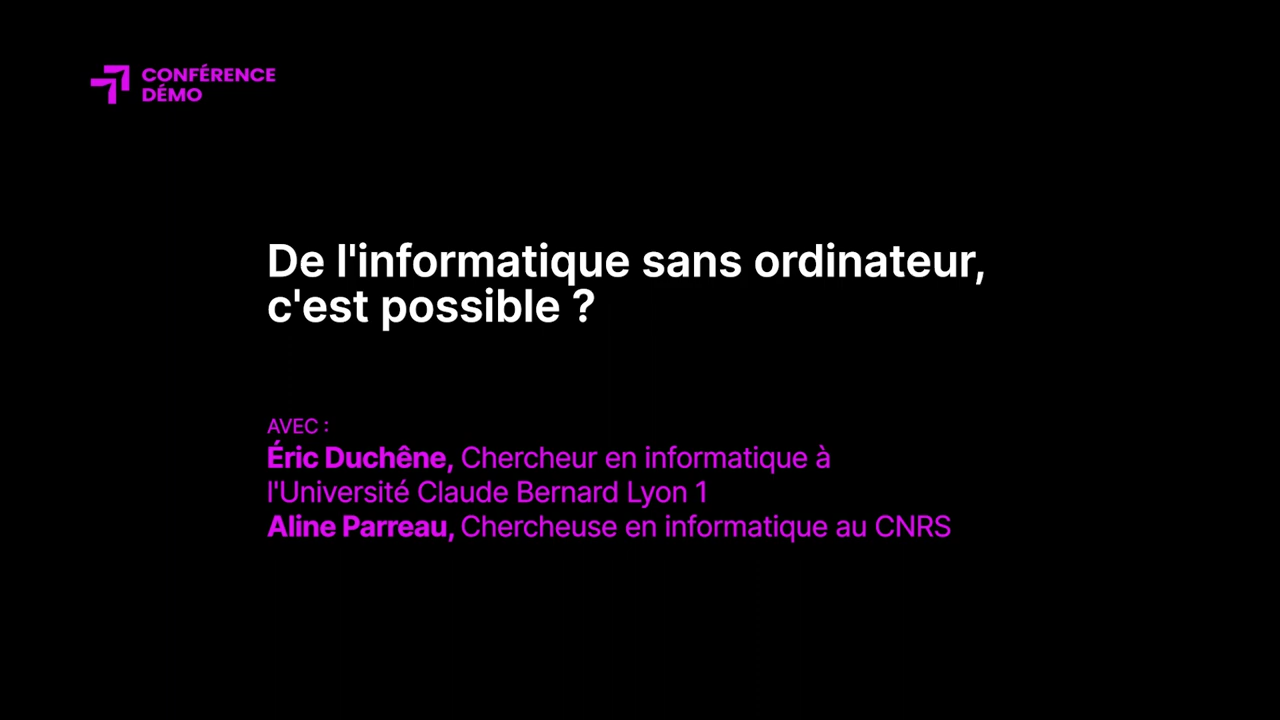 CONFÉRENCE
DÉMO
De l'informatique sans ordinateur,
c'est possible ?
AVEC :
Éric Duchêne, Chercheur en informatique à
l'Université Claude Bernard Lyon 1
Aline Parreau, Chercheuse en informatique au CNRS